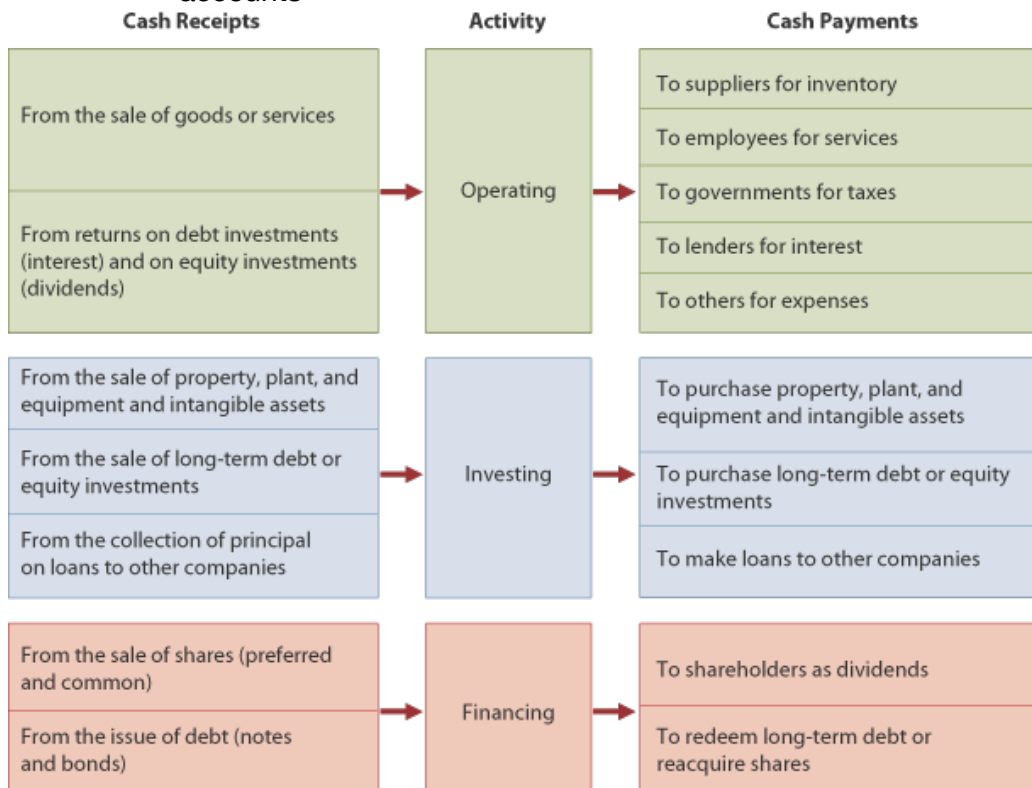 accounts
Cash Receipts
Activity
Cash Payments
From the sale of goods or services
From returns on debt investments
(interest) and on equity investments
(dividends)
Operating
To suppliers for inventory
To employees for services
To governments for taxes
To lenders for interest
To others for expenses
From the sale of property, plant, and
equipment and intangible assets
From the sale of long-term debt or
equity investments
From the collection of principal
on loans to other companies
Investing
To purchase property, plant, and
equipment and intangible assets
To purchase long-term debt or equity
investments
To make loans to other companies
From the sale of shares (preferred
and common)
From the issue of debt (notes
and bonds)
Financing
To shareholders as dividends
To redeem long-term debt or
reacquire shares